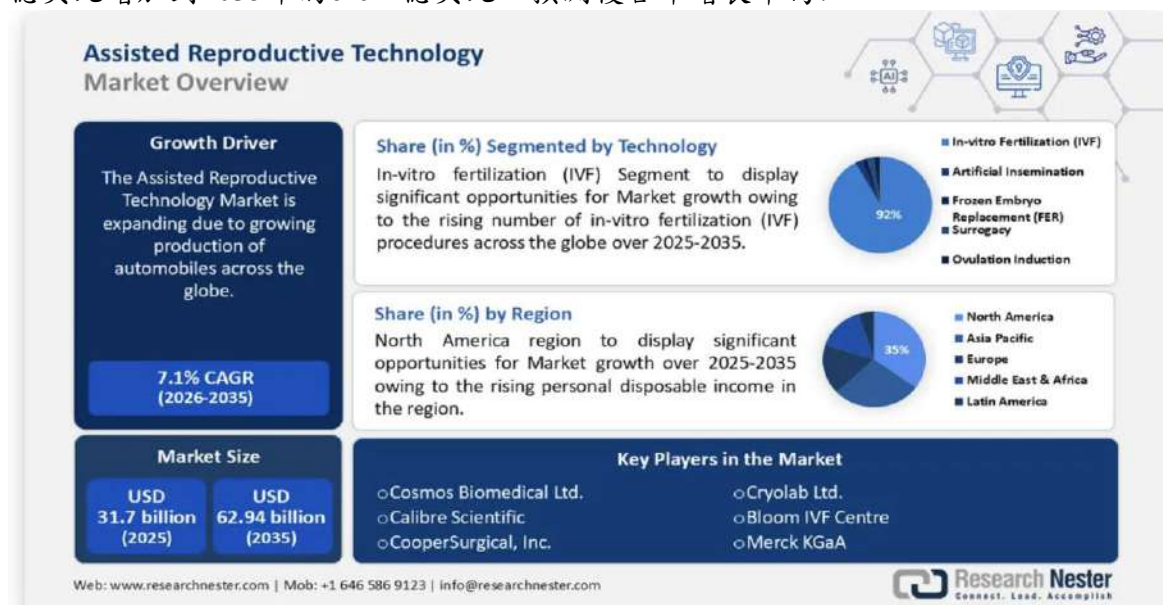 Assisted Reproductive Technology
Market Overview
Growth Driver
The Assisted Reproductive
Technology Market is
expanding due to growing
production of
automobiles across the
globe.
7.1% CAGR
(2026-2035)
Market Size
USD
31.7 billion
(2025)
USD
62.94 billion
(2035)
Share (in %) Segmented by Technology
In-vitro fertilization (IVF) Segment to display
significant opportunities for Market growth owing
to the rising number of in-vitro fertilization (IVF)
procedures across the globe over 2025-2035.
92%
In-vitro Fertilization (IVF)
Artificial Insemination
Frozen Embryo
Replacement (FER)
Surrogacy
Ovulation Induction
Share (in %) by Region
North America region to display significant
opportunities for Market growth over 2025-2035
owing to the rising personal disposable income in
the region.
35%
North America
Asia Pacific
Europe
Middle East & Africa
Latin America
Key Players in the Market
Cosmos Biomedical Ltd.
Calibre Scientific
CooperSurgical, Inc.
Cryolab Ltd.
Bloom IVF Centre
Merck KGaA
Web: www.researchnester.com | Mob: +1 646 586 9123 | info@researchnester.com
Research Nester
Connect. Lead. Accomplish
AI